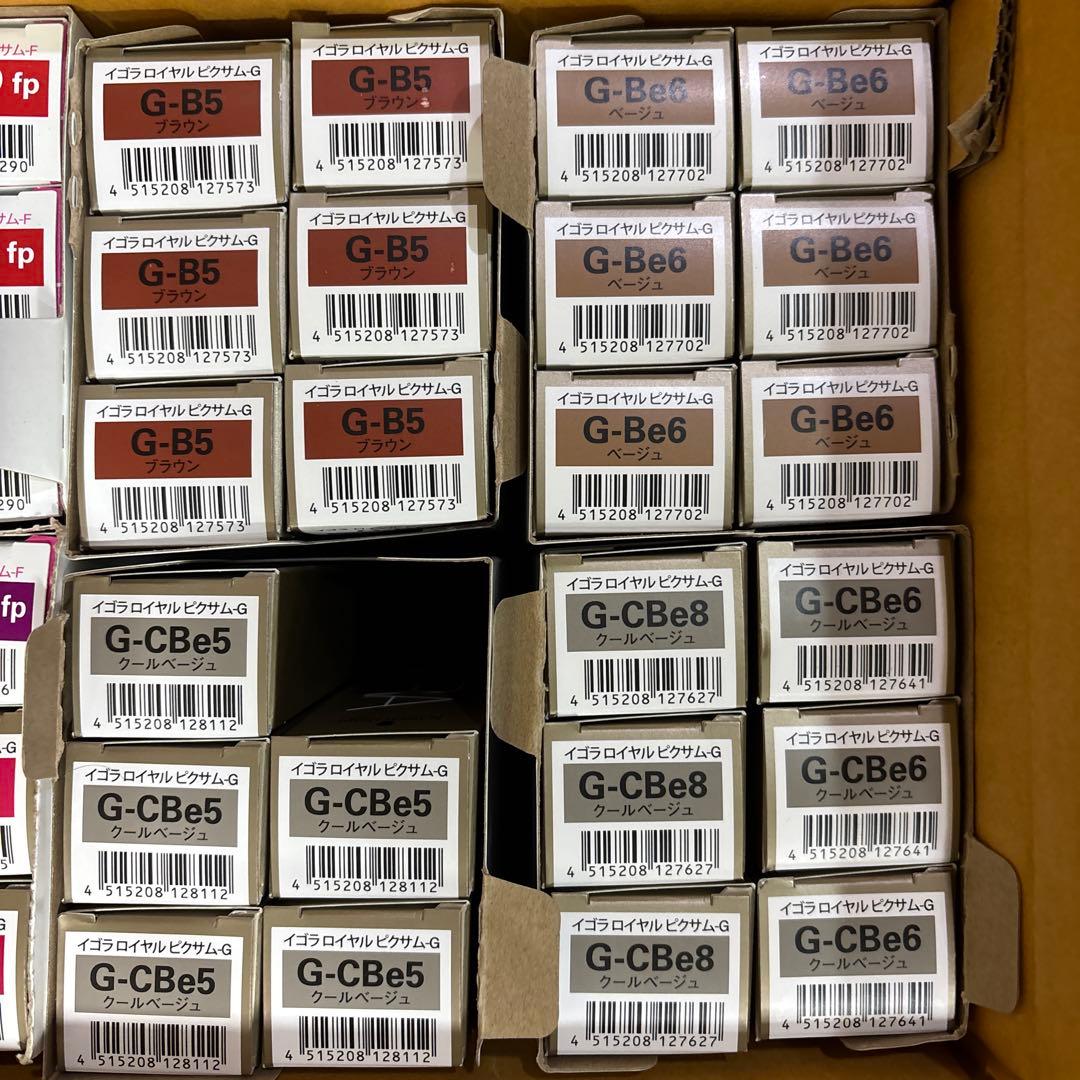 サム-F
fp
290
サム-F
fp
290
ム-F
fp
6
-G
5
G
イゴラ ロイヤル ピクサム-G
G-B5
ブラウン
4 515208 127573
イゴラ ロイヤル ピクサム-G
G-B5
ブラウン
4 515208 127573
イゴラ ロイヤル ピクサム-G
G-B5
ブラウン
4 515208 127573
イゴラ ロイヤル ピクサム-G
G-B5
ブラウン
4 515208 127573
イゴラ ロイヤル ピクサム-G
G-B5
ブラウン
4 515208 127573
イゴラ ロイヤル ピクサム-G
G-B5
ブラウン
4 515208 127573
イゴラ ロイヤル ピクサム-G
G-Be6
ベージュ
4 515208 127702
イゴラ ロイヤル ピクサム-G
G-Be6
ベージュ
4 515208 127702
イゴラ ロイヤル ピクサム-G
G-Be6
ベージュ
4 515208 127702
イゴラ ロイヤル ピクサム-G
G-Be6
ベージュ
4 515208 127702
イゴラ ロイヤル ピクサム-G
G-Be6
ベージュ
4 515208 127702
イゴラ ロイヤル ピクサム-G
G-Be6
ベージュ
4 515208 127702
イゴラ ロイヤル ピクサム-G
G-CBe5
クールベージュ
4 515208 128112
イゴラ ロイヤル ピクサム-G
G-CBe5
クールベージュ
4 515208 128112
イゴラ ロイヤル ピクサム-G
G-CBe5
クールベージュ
4 515208 128112
イゴラ ロイヤル ピクサム-G
G-CBe5
クールベージュ
4 515208 128112
イゴラ ロイヤル ピクサム-G
G-CBe5
クールベージュ
4 515208 128112
イゴラ ロイヤル ピクサム-G
G-CBe8
クールベージュ
4 515208 127627
イゴラ ロイヤル ピクサム-G
G-CBe6
クールベージュ
4 515208 127641
イゴラ ロイヤル ピクサム-G
G-CBe8
クールベージュ
4 515208 127627
イゴラ ロイヤル ピクサム-G
G-CBe6
クールベージュ
4 515208 127641
イゴラ ロイヤル ピクサム-G
G-CBe8
クールベージュ
4 515208 127627
イゴラ ロイヤル ピクサム-G
G-CBe6
クールベージュ
4 515208 127641